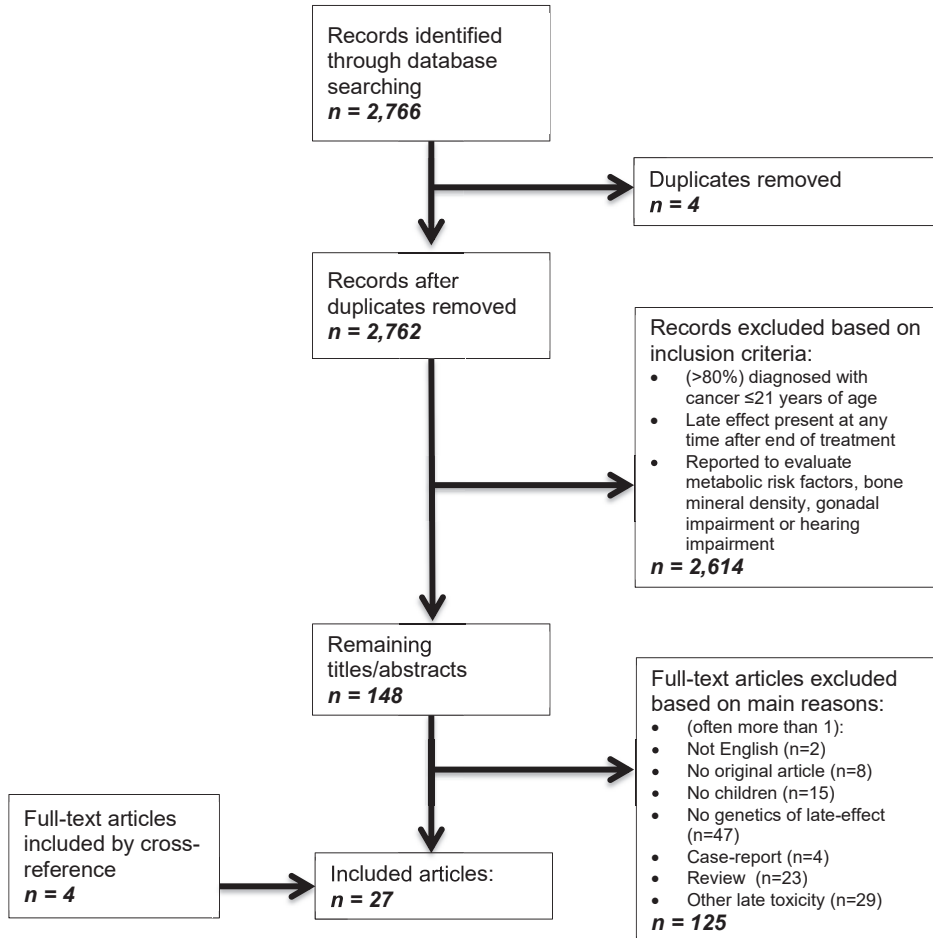 Records identified
through database
searching
n = 2,766
Duplicates removed
n = 4
Records after
duplicates removed
n = 2,762
Records excluded based on
inclusion criteria:
• (>80%) diagnosed with
cancer ≤21 years of age
• Late effect present at any
time after end of treatment
• Reported to evaluate
metabolic risk factors, bone
mineral density, gonadal
impairment or hearing
impairment
n = 2,614
Remaining
titles/abstracts
n = 148
Full-text articles excluded
based on main reasons:
• (often more than 1):
• Not English (n=2)
• No original article (n=8)
• No children (n=15)
• No genetics of late-effect
(n=47)
• Case-report (n=4)
• Review (n=23)
• Other late toxicity (n=29)
n = 125
Full-text articles
included by cross-
reference
n = 4
Included articles:
n = 27